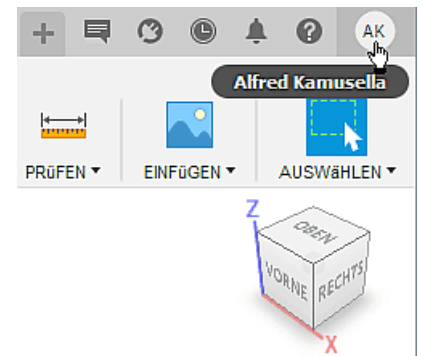 AK
Alfred Kamusella
PRüFEN EINFüGEN AUSWäHLEN
Z
OBEN
VORNE RECHTS
X